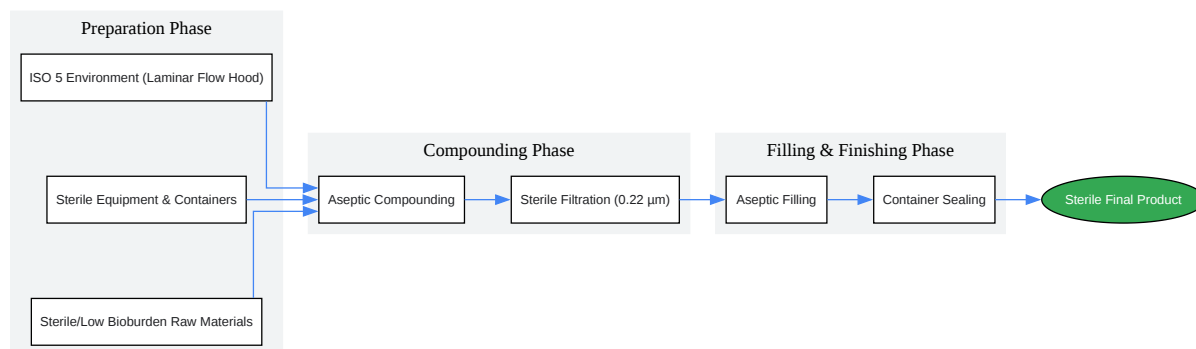 Preparation Phase
ISO 5 Environment (Laminar Flow Hood)
Sterile Equipment & Containers
Sterile/Low Bioburden Raw Materials
Compounding Phase
Aseptic Compounding
Sterile Filtration (0.22 µm)
Filling & Finishing Phase
Aseptic Filling
Container Sealing
Sterile Final Product